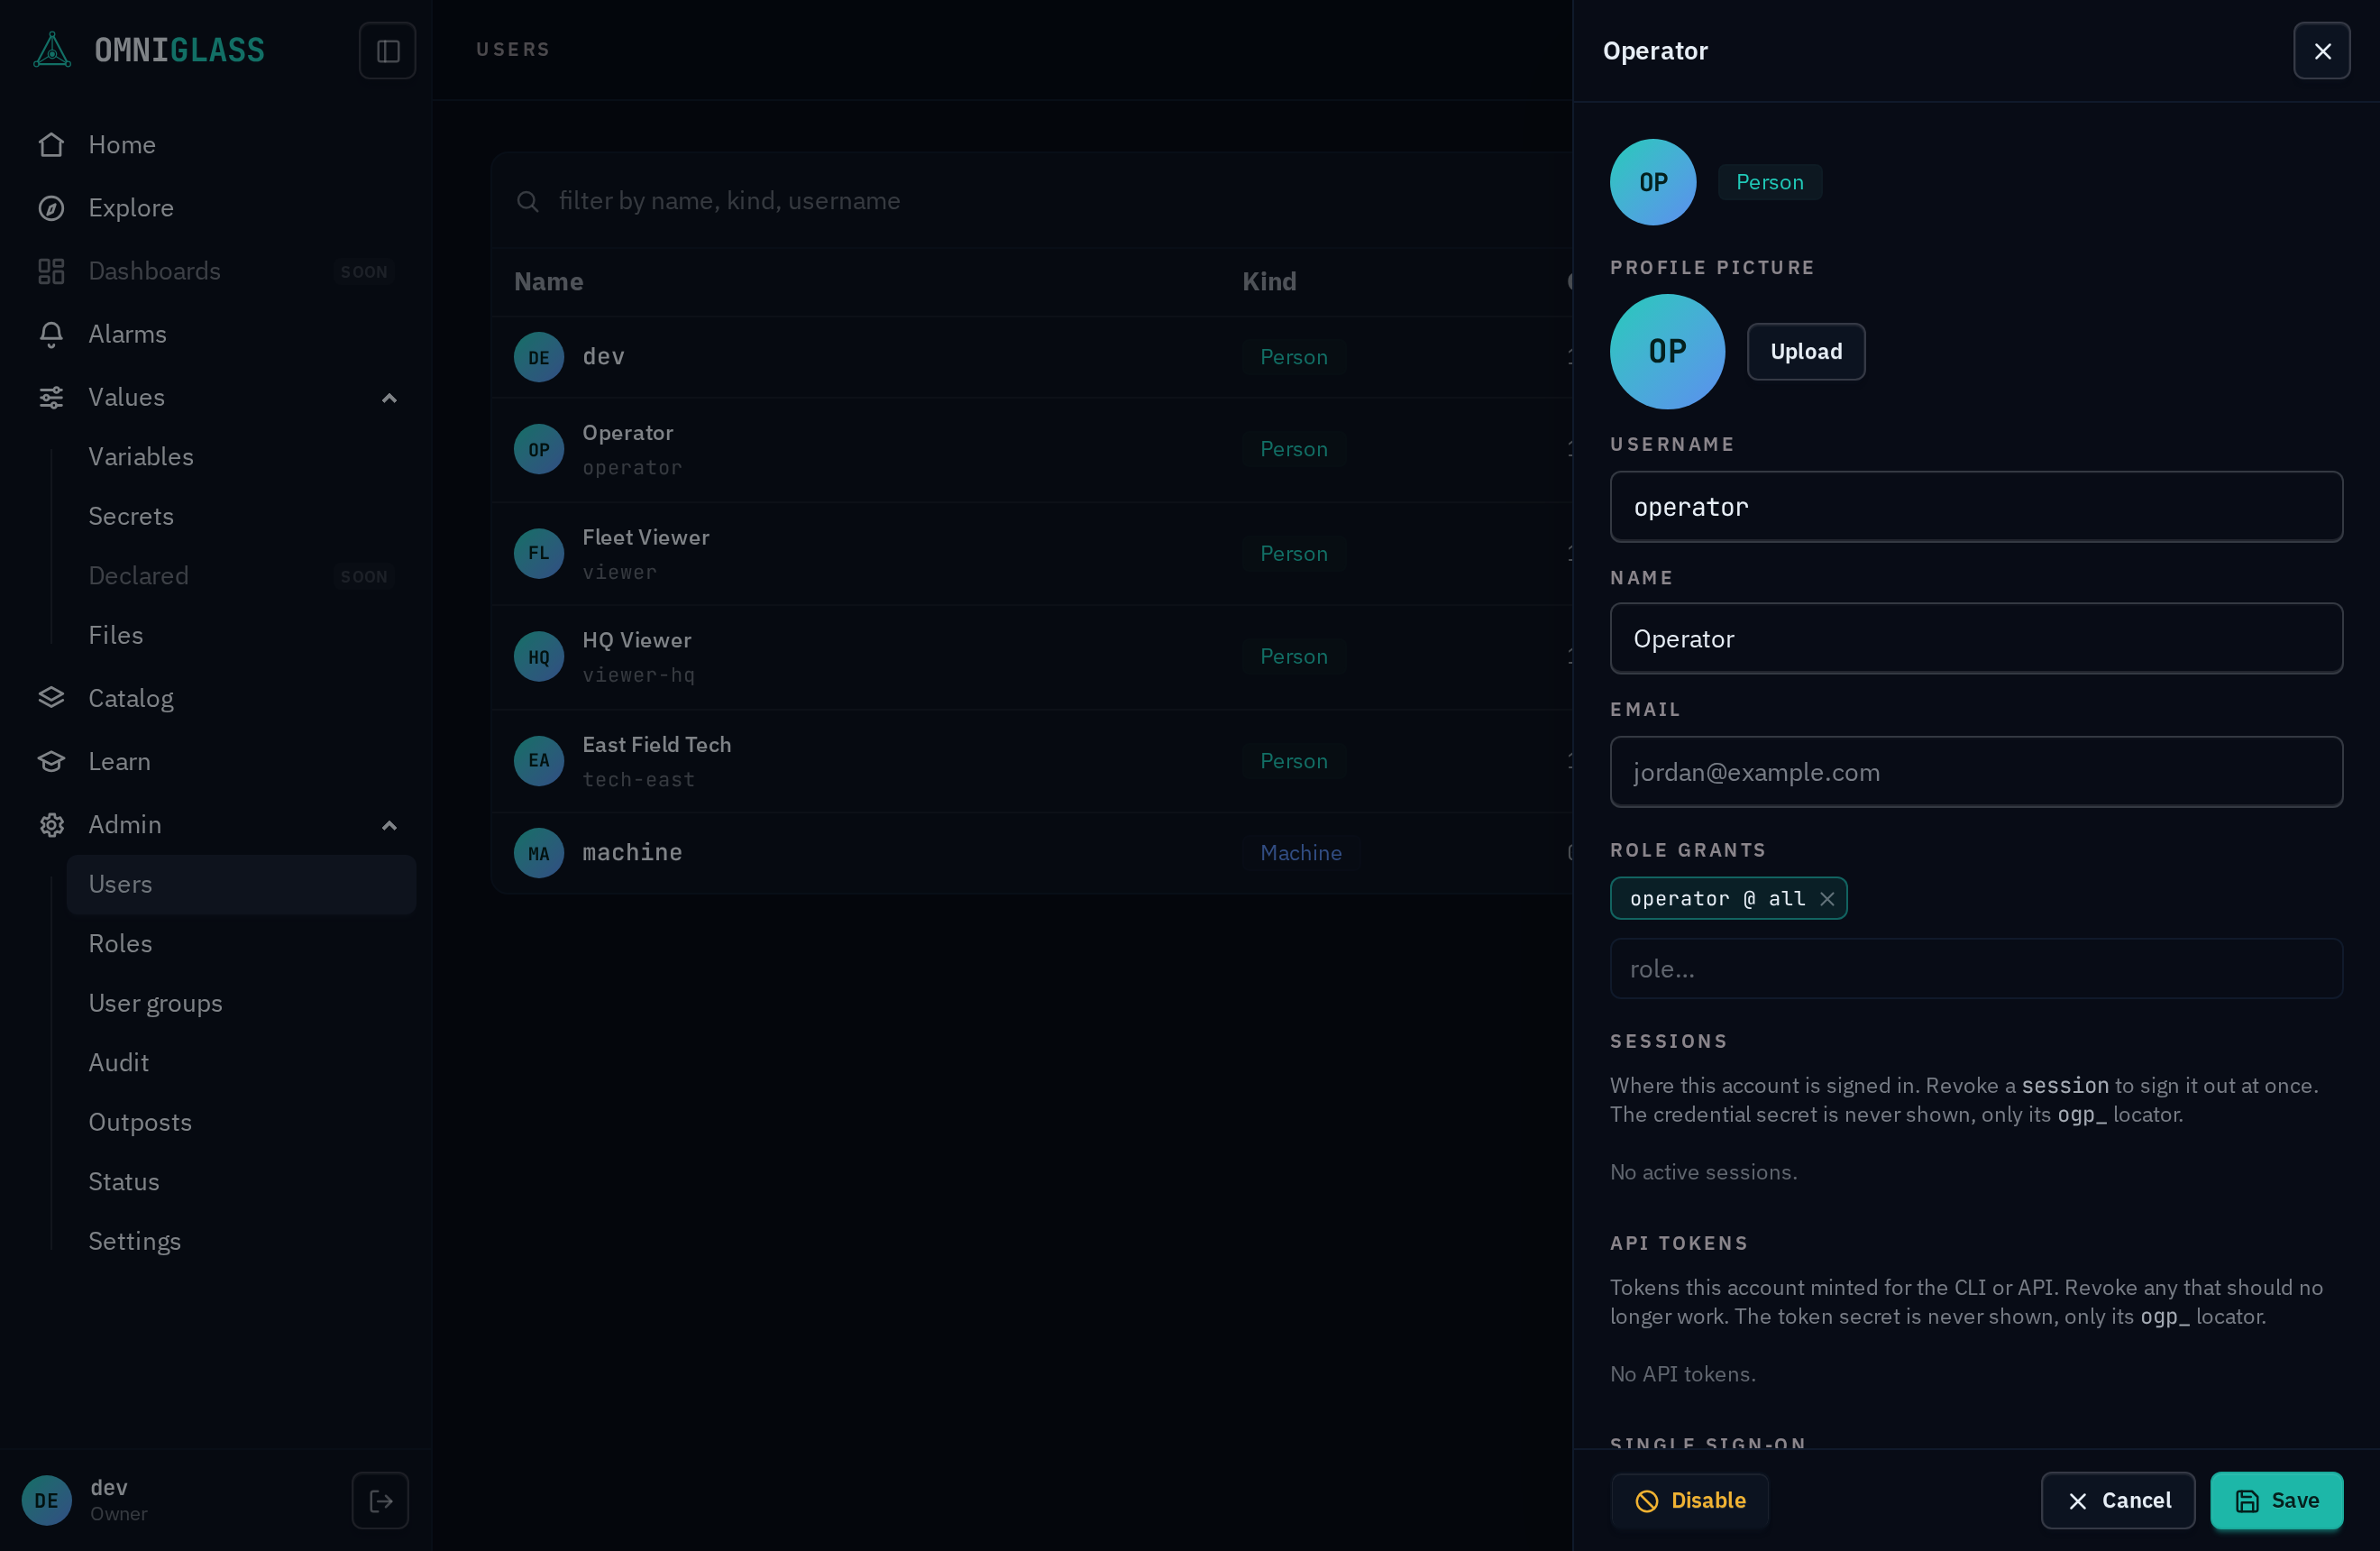 OMNIGLASS
Home
Explore
Dashboards SOON
Alarms
Values
Variables
Secrets
Declared SOON
Files
Catalog
Learn
Admin
Users
Roles
User groups
Audit
Outposts
Status
Settings
DE
dev
Owner
USERS
filter by name, kind, username
Name Kind
DE dev Person
OP Operator Person
operator
FL Fleet Viewer Person
viewer
HQ HQ Viewer Person
viewer-hq
EA East Field Tech Person
tech-east
MA machine Machine
Operator
OP Person
PROFILE PICTURE
OP Upload
USERNAME
operator
NAME
Operator
EMAIL
jordan@example.com
ROLE GRANTS
operator @ all
role...
SESSIONS
Where this account is signed in. Revoke a session to sign it out at once.
The credential secret is never shown, only its ogp_ locator.
No active sessions.
API TOKENS
Tokens this account minted for the CLI or API. Revoke any that should no
longer work. The token secret is never shown, only its ogp_ locator.
No API tokens.
SINGLE SIGN-ON
Disable Cancel Save